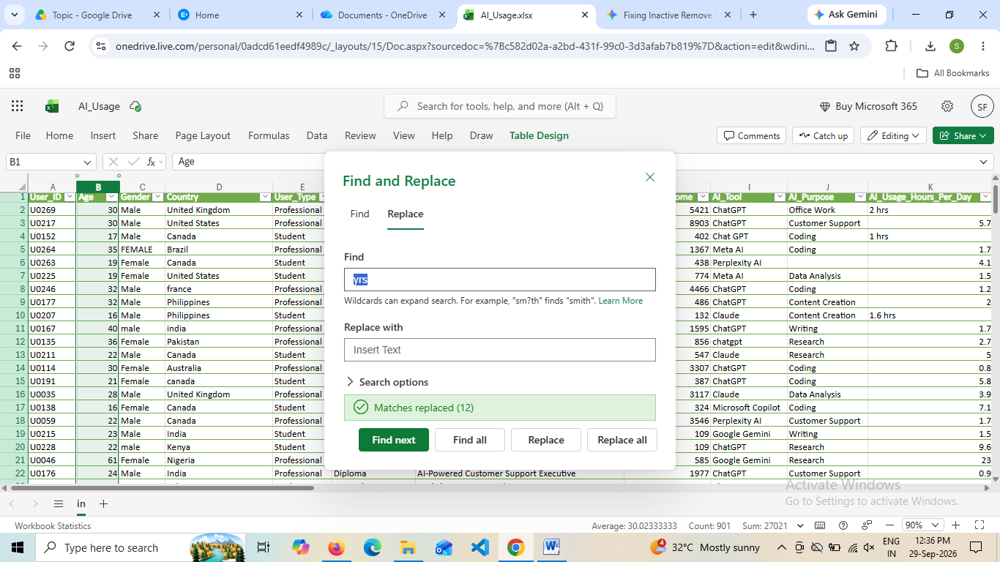 Topic - Google Drive
Home
Documents - OneDrive
AI_Usage.xlsx
Fixing Inactive Remove
Ask Gemini
onedrive.live.com/personal/0adcd61eedf4989c/_layouts/15/Doc.aspx?sourcedoc=%7Bc582d02a-a2bd-431f-99c0-3d3afab7b819%7D&action=edit&wdini...
S
All Bookmarks
AI_Usage
Search for tools, help, and more (Alt + Q)
Buy Microsoft 365
SF
File Home Insert Share Page Layout Formulas Data Review View Help Draw Table Design
Comments Catch up Editing Share
B1 fx Age
A B C D E I J K
1 User_ID Age Gender Country User_Type ome AI_Tool AI_Purpose AI_Usage_Hours_Per_Day
2 U0269 30 Male United Kingdom Professional 5421 ChatGPT Office Work 2 hrs
3 U0217 30 Male United States Professional 8903 ChatGPT Customer Support 5.7
4 U0152 17 Male Canada Student 402 Chat GPT Coding 1 hrs
5 U0264 35 FEMALE Brazil Professional 1367 Meta AI Coding 1.7
6 U0263 19 Female Canada Student 438 Perplexity AI 4.1
7 U0225 19 Female United States Student 774 Meta AI Data Analysis 1.5
8 U0246 32 Male france Professional 4466 ChatGPT Coding 1.2
9 U0177 32 Male Philippines Professional 486 ChatGPT Content Creation 2
10 U0207 16 Male Philippines Student 132 Claude Content Creation 1.6 hrs
11 U0167 40 male india Professional 1595 ChatGPT Writing 1.7
12 U0135 36 Female Pakistan Professional 856 chatgpt Research 2.7
13 U0211 22 Male Canada Student 547 Claude Research 5
14 U0114 30 Female Australia Professional 3307 ChatGPT Coding 0.8
15 U0191 21 Female canada Student 387 ChatGPT Coding 5.8
16 U0035 28 Male United Kingdom Professional 3117 Claude Data Analysis 3.9
17 U0138 16 Female Canada Student 324 Microsoft Copilot Coding 7.1
18 U0059 22 Male Canada Professional 3546 Perplexity AI Customer Support 1.7
19 U0215 23 Male India Student 109 Google Gemini Writing 1.5
20 U0228 22 male Kenya Student 109 ChatGPT Research 9.6
21 U0046 61 Female Nigeria Professional 585 Google Gemini Research 23
22 U0176 24 Male India Professional Diploma AI-Powered Customer Support Executive 1977 ChatGPT Customer Support 0.9
Find and Replace
Find Replace
Find
yrs
Wildcards can expand search. For example, "sm?th" finds "smith". Learn More
Replace with
Insert Text
Search options
Matches replaced (12)
Find next Find all Replace Replace all
Activate Windows
Go to Settings to activate Windows.
in
Workbook Statistics
Average: 30.02333333 Count: 901 Sum: 27021
90%
Type here to search
4
32°C Mostly sunny
ENG
IN
12:36 PM
29-Sep-2026